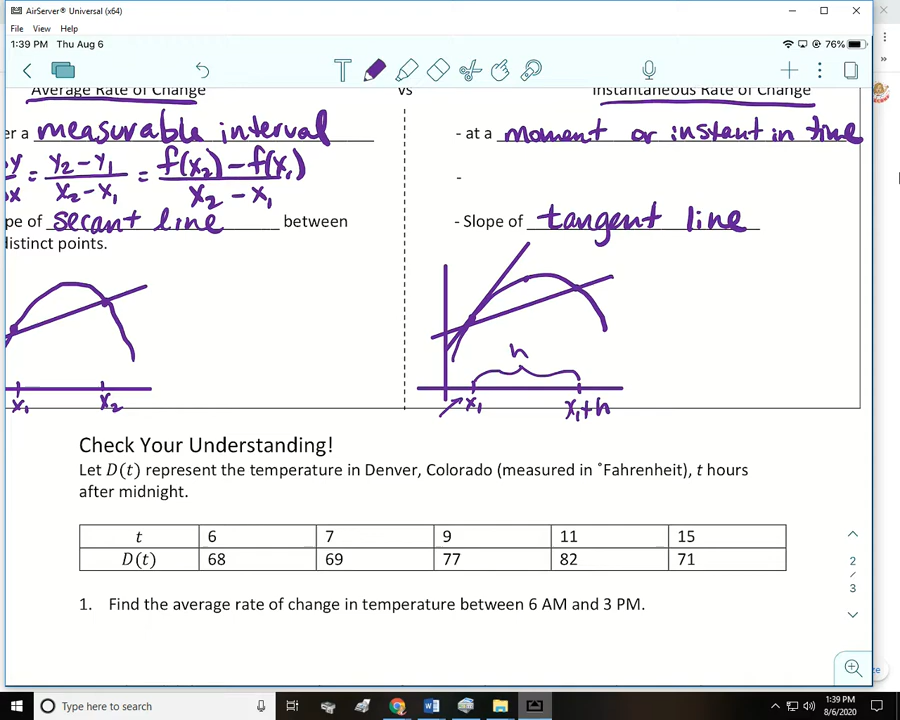 AirServer® Universal (x64)
File View Help
1:39 PM Thu Aug 6
76%
Average Rate of Change vs Instantaneous Rate of Change
er a measurable interval
- at a moment or instant in time
= y₂ - y₁ / x₂ - x₁ = f(x₂) - f(x₁) / x₂ - x₁
-
pe of secant line between
distinct points.
- Slope of tangent line
h
x₁ x₂
x₁ x₁+h
Check Your Understanding!
Let D(t) represent the temperature in Denver, Colorado (measured in ˚Fahrenheit), t hours
after midnight.
t 6 7 9 11 15
D(t) 68 69 77 82 71
1. Find the average rate of change in temperature between 6 AM and 3 PM.
2
/
3
Type here to search
1:39 PM
8/6/2020